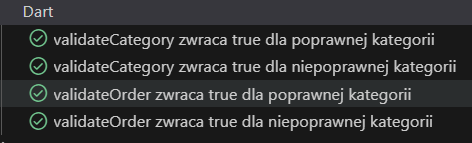 Dart
validateCategory zwraca true dla poprawnej kategorii
validateCategory zwraca true dla niepoprawnej kategorii
validateOrder zwraca true dla poprawnej kategorii
validateOrder zwraca true dla niepoprawnej kategorii